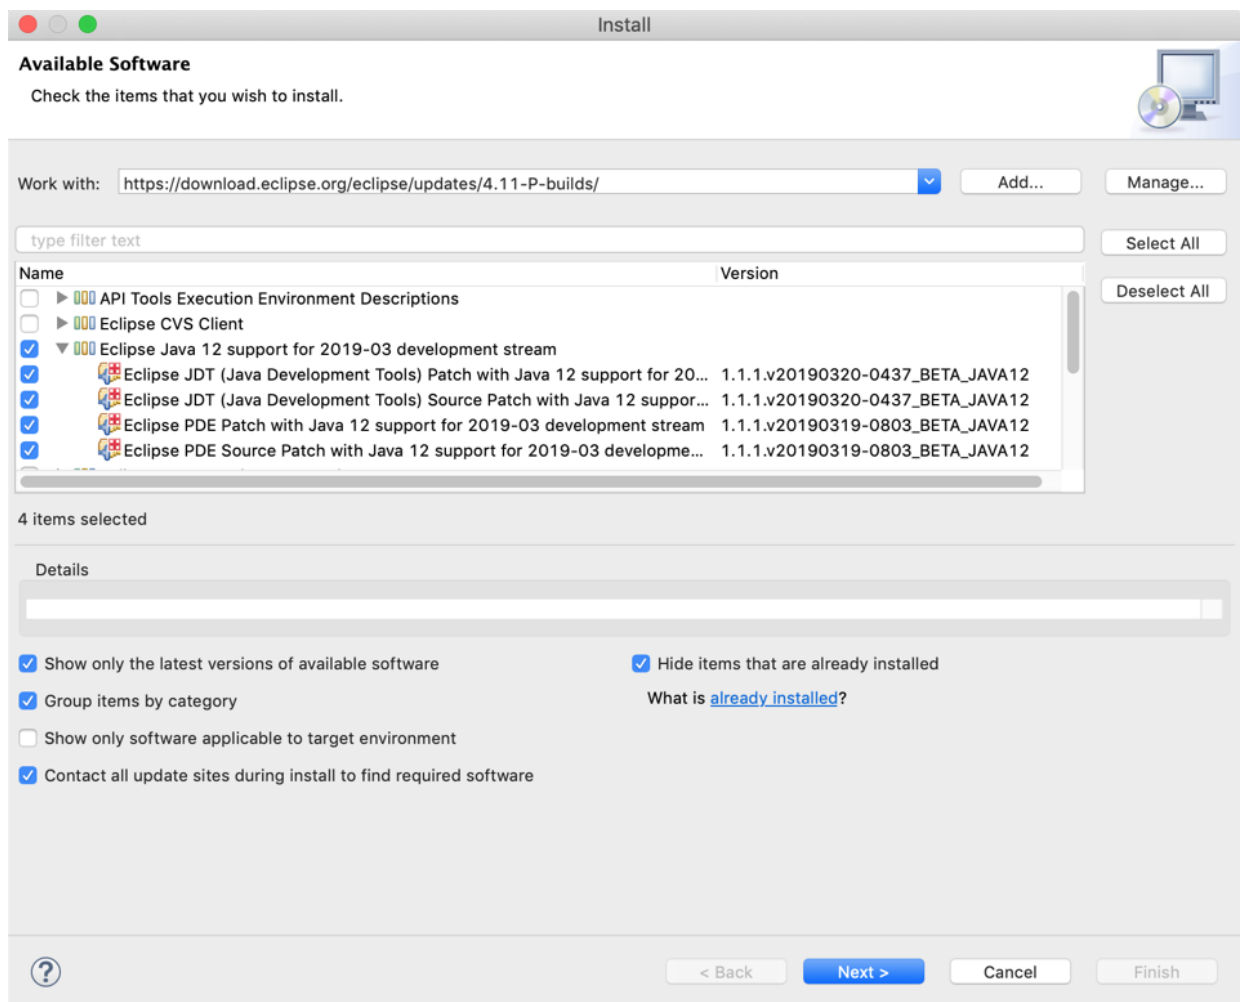 Install
Available Software
Check the items that you wish to install.
Work with: https://download.eclipse.org/eclipse/updates/4.11-P-builds/ Add... Manage...
type filter text Select All
Name Version
Deselect All
API Tools Execution Environment Descriptions
Eclipse CVS Client
Eclipse Java 12 support for 2019-03 development stream
Eclipse JDT (Java Development Tools) Patch with Java 12 support for 20... 1.1.1.v20190320-0437_BETA_JAVA12
Eclipse JDT (Java Development Tools) Source Patch with Java 12 suppor... 1.1.1.v20190320-0437_BETA_JAVA12
Eclipse PDE Patch with Java 12 support for 2019-03 development stream 1.1.1.v20190319-0803_BETA_JAVA12
Eclipse PDE Source Patch with Java 12 support for 2019-03 developme... 1.1.1.v20190319-0803_BETA_JAVA12
4 items selected
Details
Show only the latest versions of available software Hide items that are already installed
Group items by category What is already installed?
Show only software applicable to target environment
Contact all update sites during install to find required software
? < Back Next > Cancel Finish